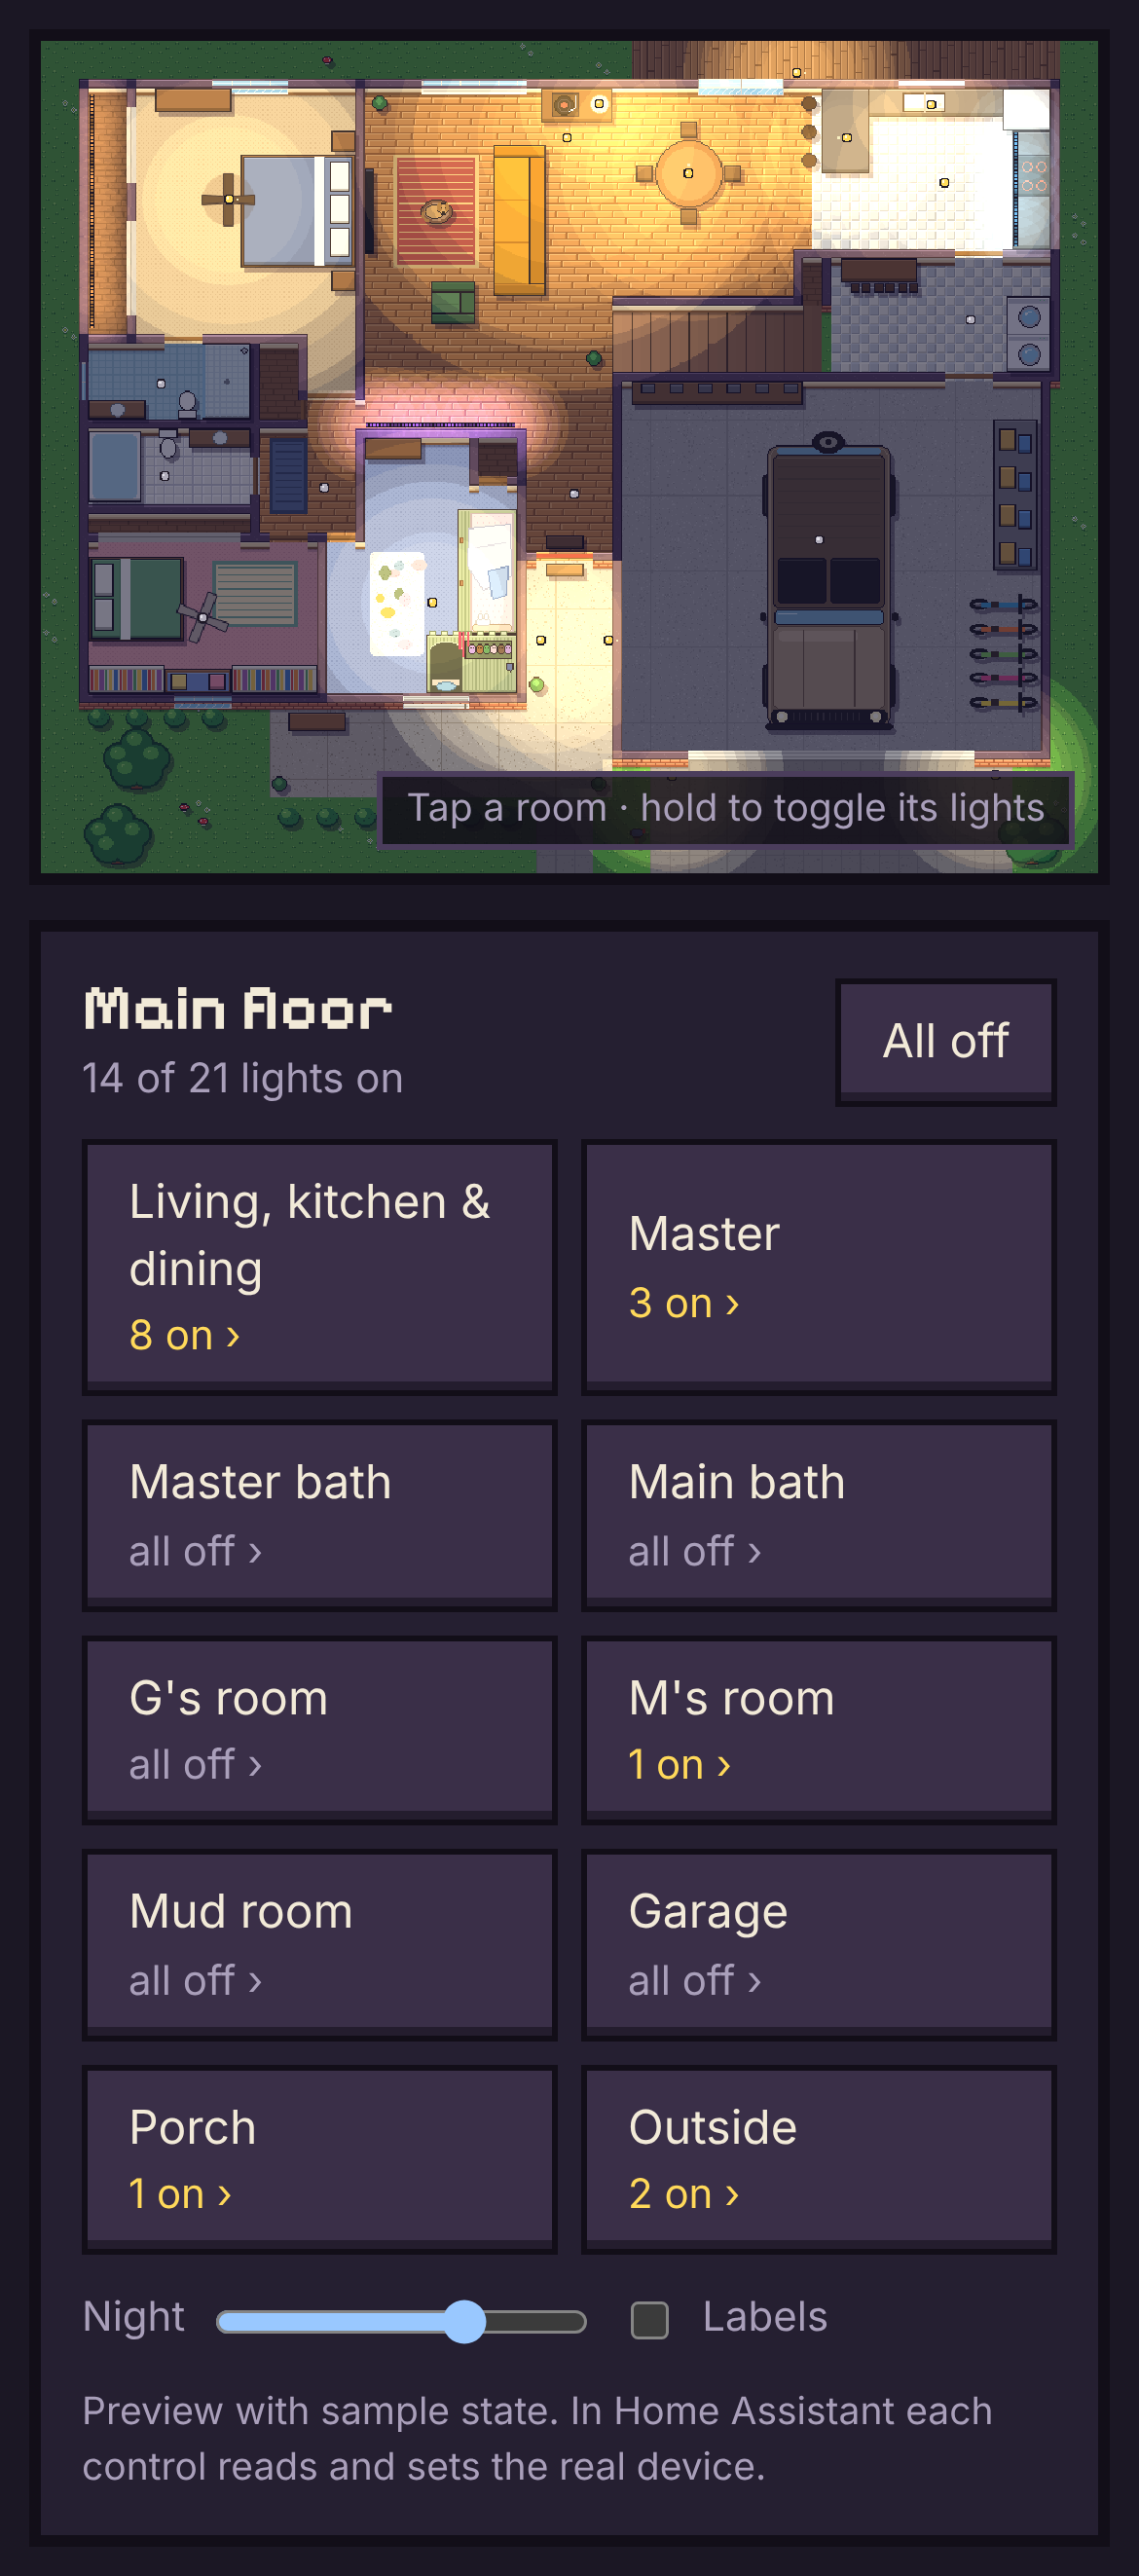 Tap a room · hold to toggle its lights
Main floor
14 of 21 lights on
All off
Living, kitchen &
dining
8 on ›
Master
3 on ›
Master bath
all off ›
Main bath
all off ›
G's room
all off ›
M's room
1 on ›
Mud room
all off ›
Garage
all off ›
Porch
1 on ›
Outside
2 on ›
Night
Labels
Preview with sample state. In Home Assistant each
control reads and sets the real device.